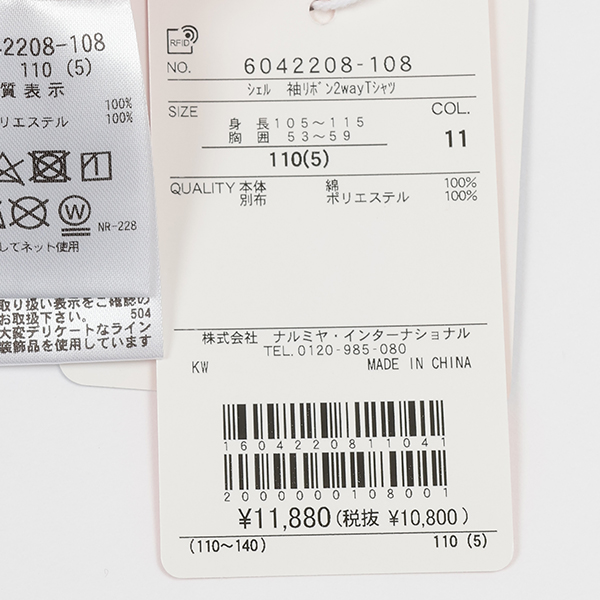 042208-108
110 (5)
質表示
100%
リエステル 100%
NR-228
してネット使用
取り扱い表示をご確認の
お取扱下さい。 504
大変デリケートなライン
装飾品を使用しています
RFID
NO. 6042208-108
シェル 袖リボン2wayTシャツ
SIZE COL.
身長105～115
胸囲 53～59
11
110(5)
QUALITY 本体 綿 100%
別布 ポリエステル 100%
株式会社 ナルミヤ・インターナショナル
TEL.0120-985-080
KW MADE IN CHINA
1604220811041
2000000108001
¥11,880(税抜 ¥10,800)
(110～140) 110 (5)